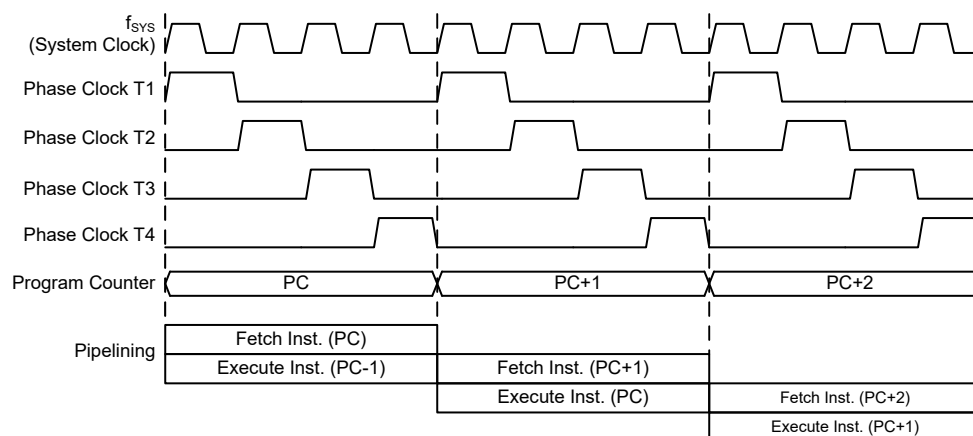 fSYS
(System Clock)
Phase Clock T1
Phase Clock T2
Phase Clock T3
Phase Clock T4
Program Counter PC PC+1 PC+2
Pipelining
Fetch Inst. (PC)
Execute Inst. (PC-1) Fetch Inst. (PC+1)
Execute Inst. (PC) Fetch Inst. (PC+2)
Execute Inst. (PC+1)